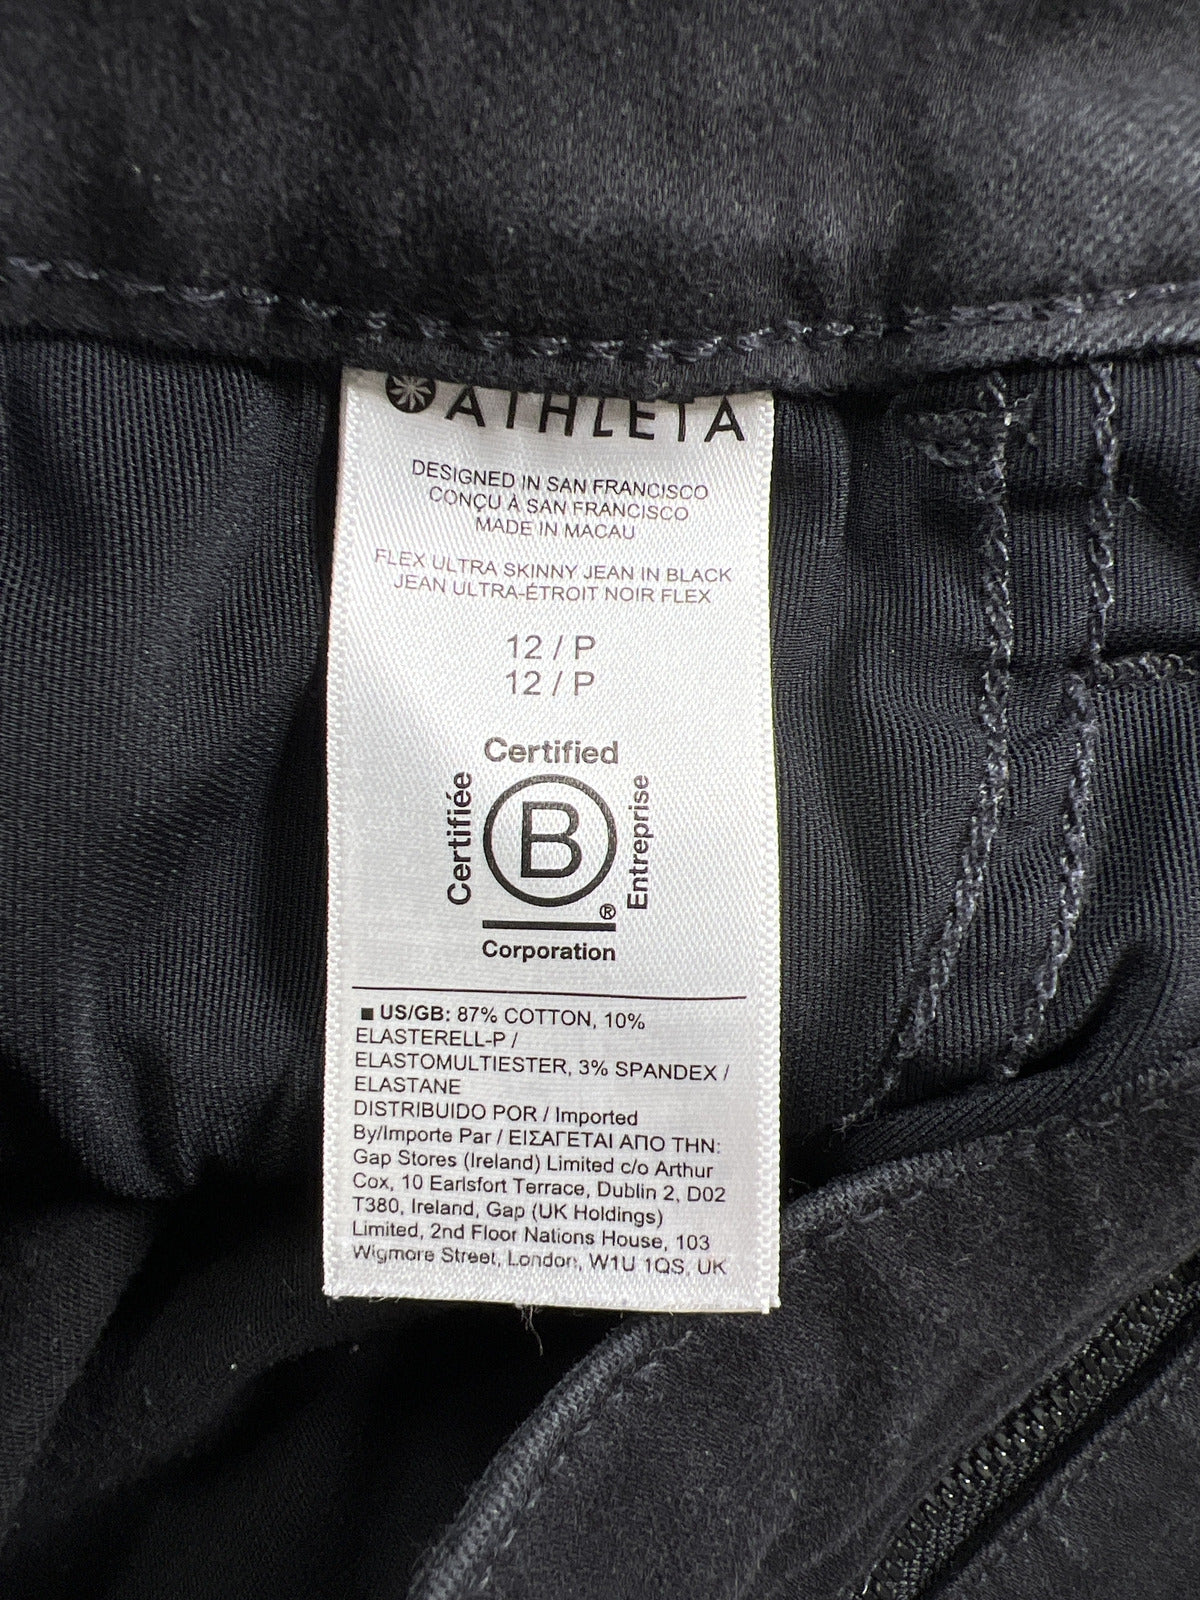 ATHLETA
DESIGNED IN SAN FRANCISCO
CONÇU À SAN FRANCISCO
MADE IN MACAU
FLEX ULTRA SKINNY JEAN IN BLACK
JEAN ULTRA-ÉTROIT NOIR FLEX
12 / P
12 / P
Certified
Certifiée
B
Entreprise
®
Corporation
■ US/GB: 87% COTTON, 10%
ELASTERELL-P /
ELASTOMULTIESTER, 3% SPANDEX /
ELASTANE
DISTRIBUIDO POR / Imported
By/Importe Par / ΕΙΣΑΓΕΤΑΙ ΑΠΟ ΤΗΝ:
Gap Stores (Ireland) Limited c/o Arthur
Cox, 10 Earlsfort Terrace, Dublin 2, D02
T380, Ireland, Gap (UK Holdings)
Limited, 2nd Floor Nations House, 103
Wigmore Street, London, W1U 1QS, UK